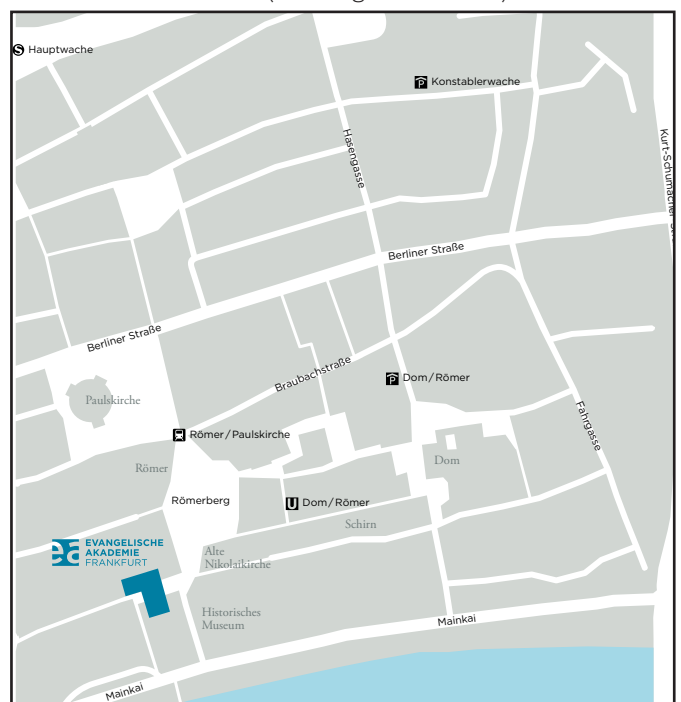 Hauptwache
Konstablerwache
Hasengasse
Kurt-Schumacher
Berliner Straße
Berliner Straße
Braubachstraße
Dom/Römer
Paulskirche
Fahrgasse
Römer/Paulskirche
Römer
Dom
Römerberg
Dom/Römer
Schirn
EVANGELISCHE
AKADEMIE
FRANKFURT
Alte
Nikolaikirche
Historisches
Museum
Mainkai
Mainkai